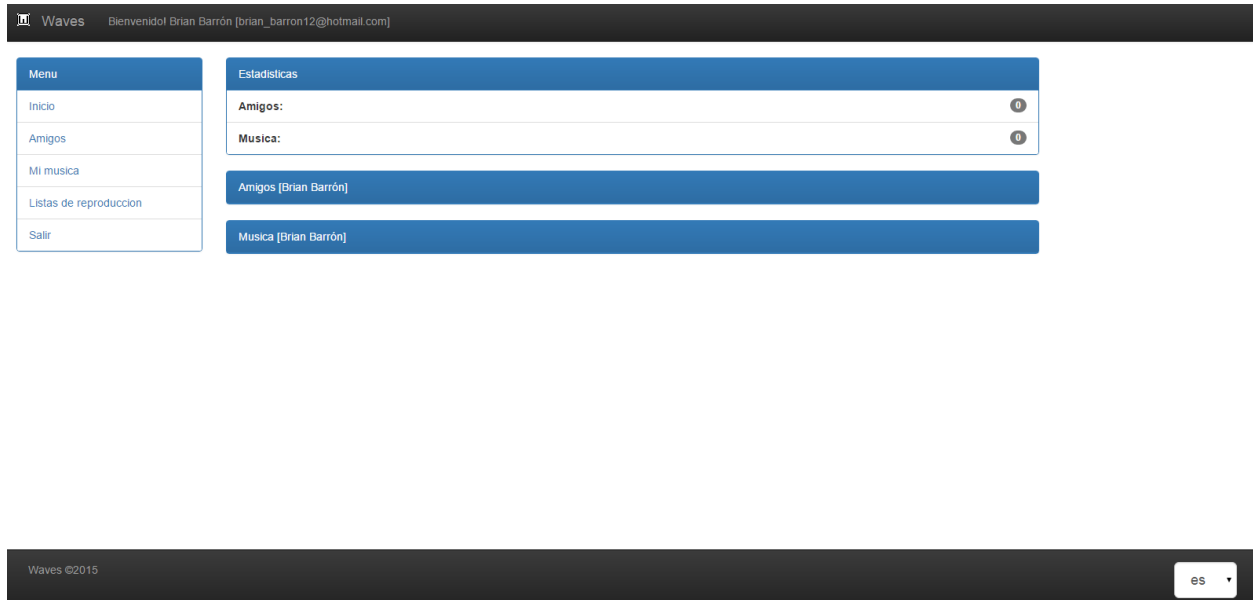 Waves Bienvenido! Brian Barrón [brian_barron12@hotmail.com]
Menu
Inicio
Amigos
Mi musica
Listas de reproduccion
Salir
Estadisticas
Amigos: 0
Musica: 0
Amigos [Brian Barrón]
Musica [Brian Barrón]
Waves ©2015
es